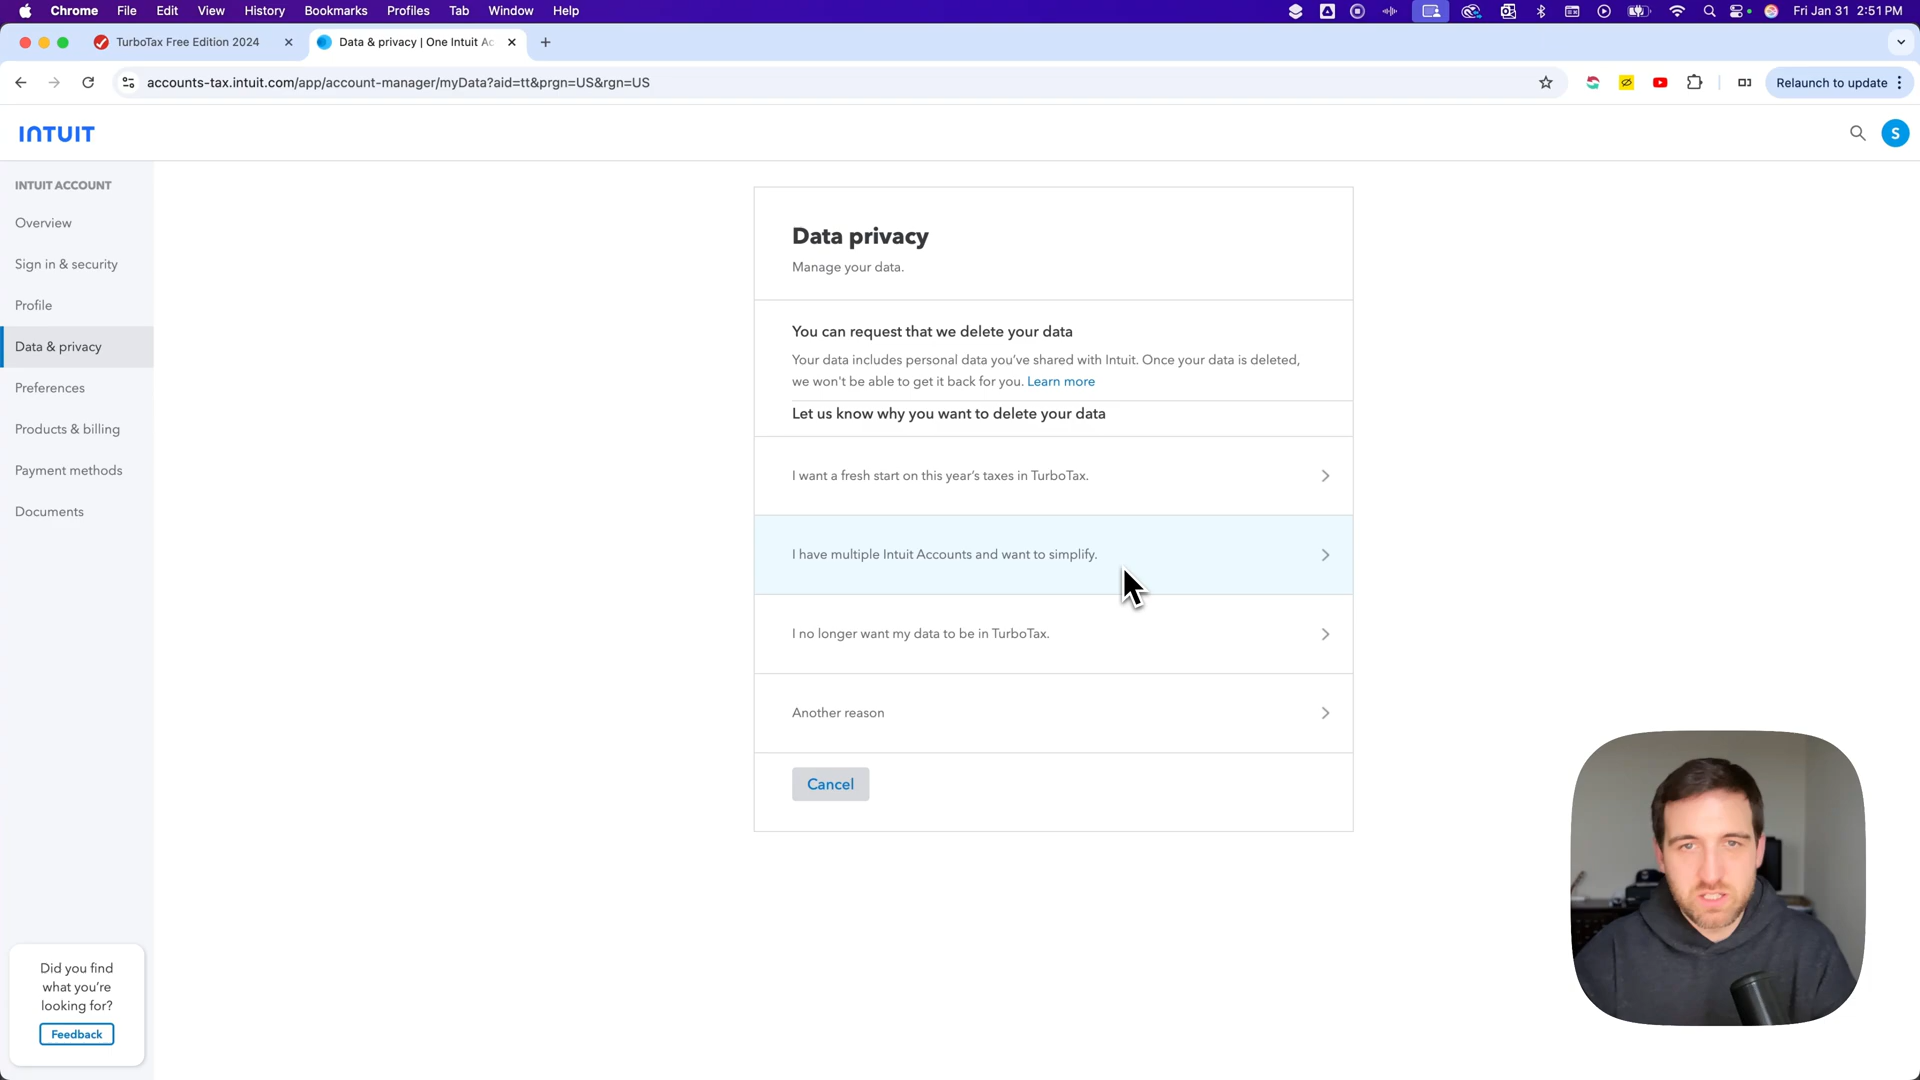 Chrome File Edit View History Bookmarks Profiles Tab Window Help Fri Jan 31 2:51 PM
TurboTax Free Edition 2024 Data & privacy | One Intuit Ac
accounts-tax.intuit.com/app/account-manager/myData?aid=tt&prgn=US&rgn=US Relaunch to update
INTUIT S
INTUIT ACCOUNT
Overview
Sign in & security
Profile
Data & privacy
Preferences
Products & billing
Payment methods
Documents
Data privacy
Manage your data.
You can request that we delete your data
Your data includes personal data you've shared with Intuit. Once your data is deleted,
we won't be able to get it back for you. Learn more
Let us know why you want to delete your data
I want a fresh start on this year's taxes in TurboTax.
I have multiple Intuit Accounts and want to simplify.
I no longer want my data to be in TurboTax.
Another reason
Cancel
Did you find
what you're
looking for?
Feedback